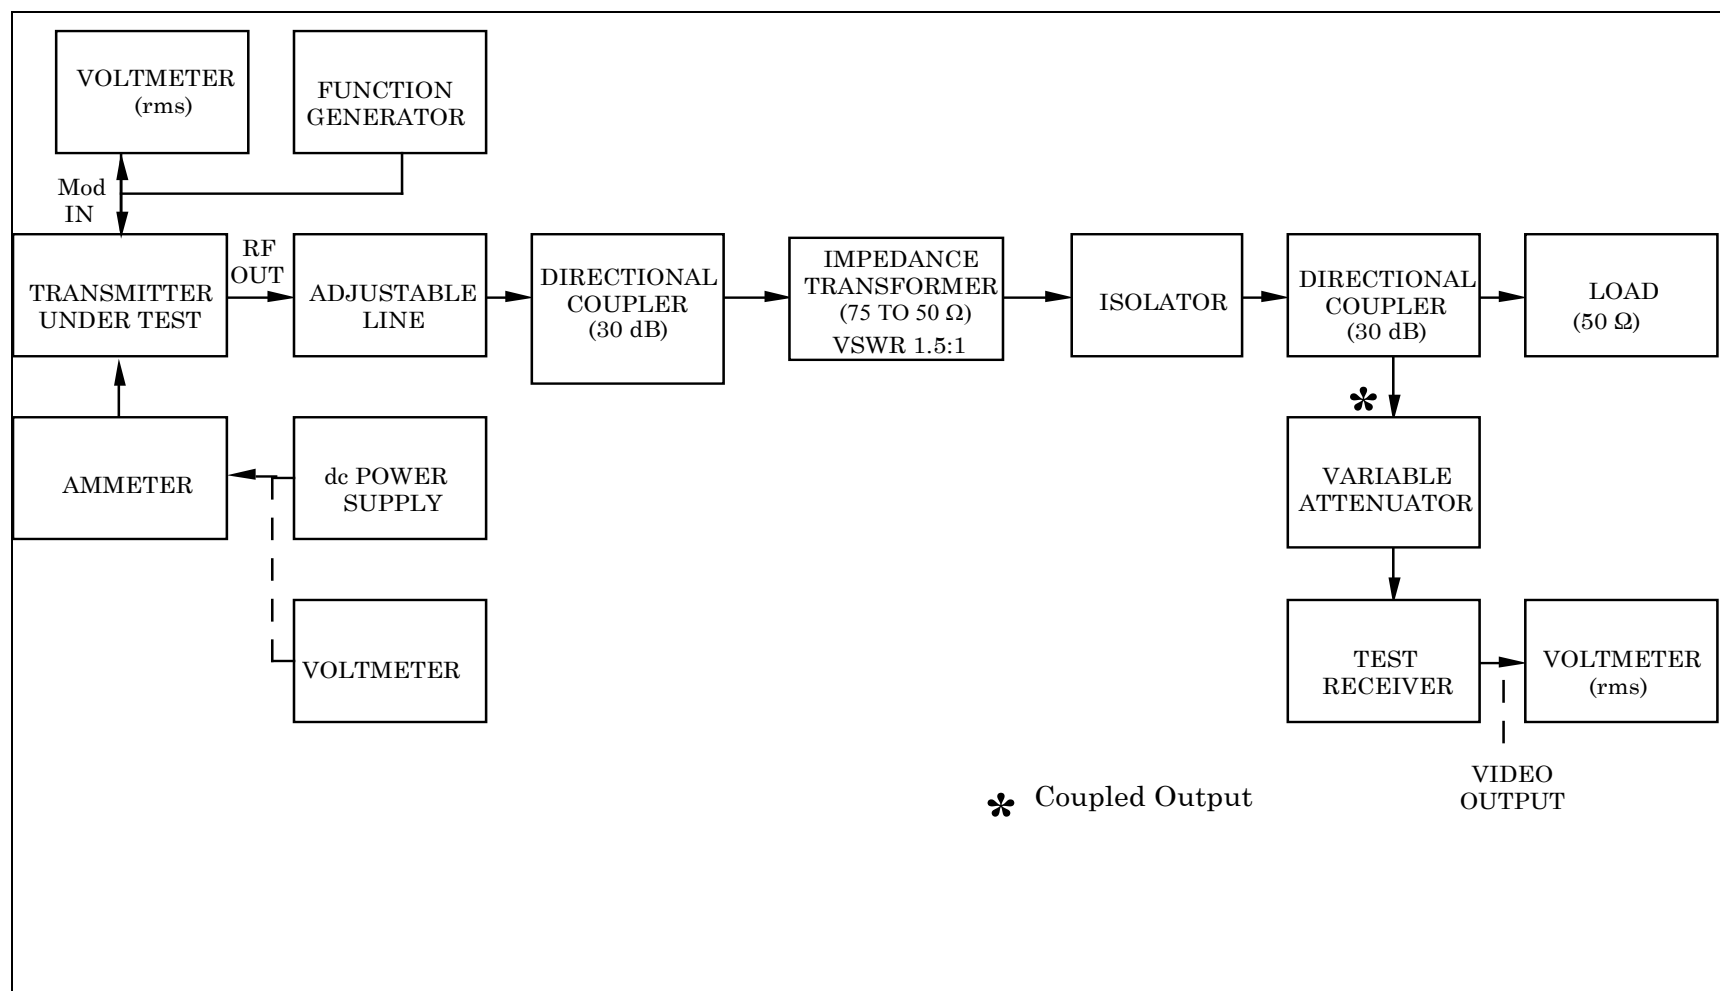 VOLTMETER
(rms)
FUNCTION
GENERATOR
Mod
IN
TRANSMITTER
UNDER TEST
RF
OUT
ADJUSTABLE
LINE
DIRECTIONAL
COUPLER
(30 dB)
IMPEDANCE
TRANSFORMER
(75 TO 50 Ω)
VSWR 1.5:1
ISOLATOR
DIRECTIONAL
COUPLER
(30 dB)
LOAD
(50 Ω)
*
AMMETER
dc POWER
SUPPLY
VARIABLE
ATTENUATOR
VOLTMETER
TEST
RECEIVER
VOLTMETER
(rms)
VIDEO
OUTPUT
* Coupled Output